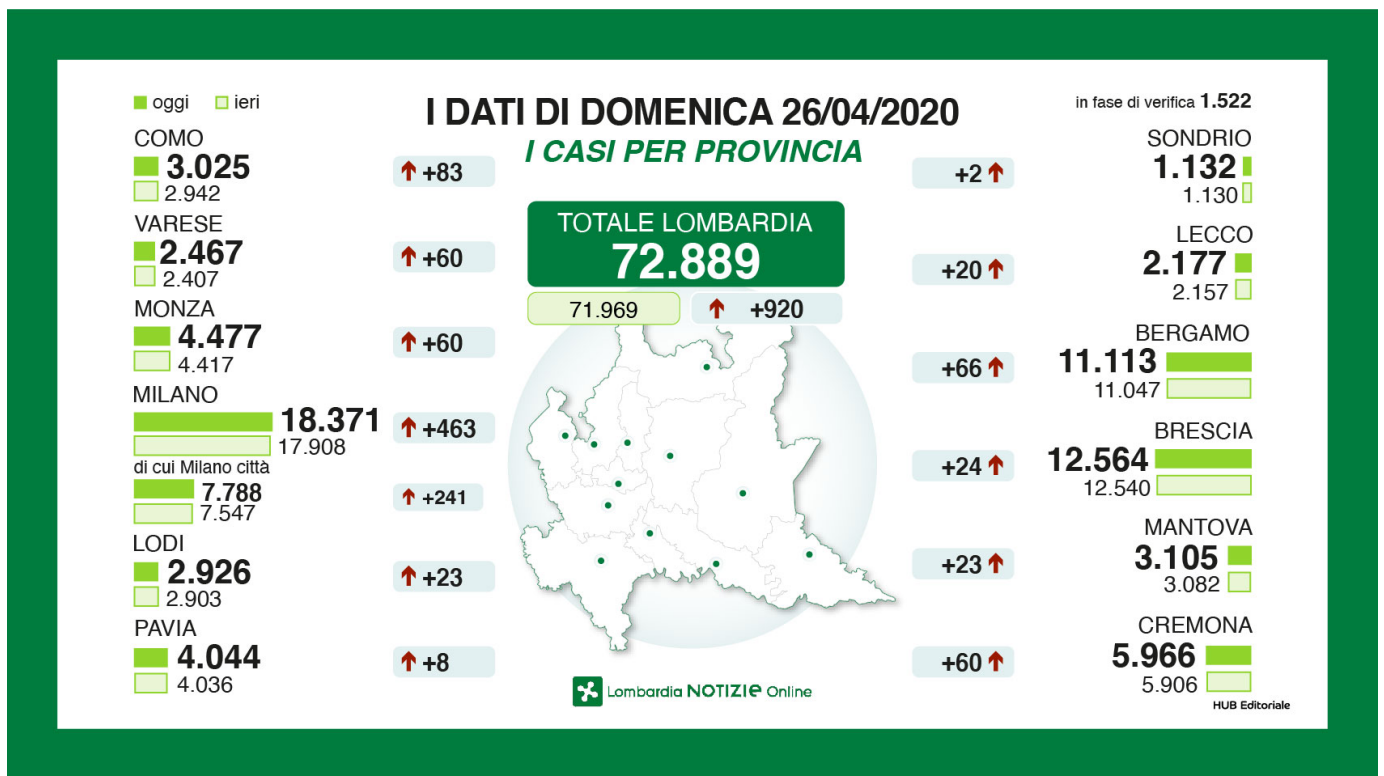 oggi ieri
I DATI DI DOMENICA 26/04/2020
I CASI PER PROVINCIA
in fase di verifica 1.522
COMO
3.025
2.942
+83
VARESE
2.467
2.407
+60
MONZA
4.477
4.417
+60
MILANO
18.371
17.908
+463
di cui Milano città
7.788
7.547
+241
LODI
2.926
2.903
+23
PAVIA
4.044
4.036
+8
TOTALE LOMBARDIA
72.889
71.969
+920
SONDRIO
+2
1.132
1.130
LECCO
+20
2.177
2.157
BERGAMO
+66
11.113
11.047
BRESCIA
+24
12.564
12.540
MANTOVA
+23
3.105
3.082
CREMONA
+60
5.966
5.906
Lombardia NOTIZIE Online
HUB Editoriale